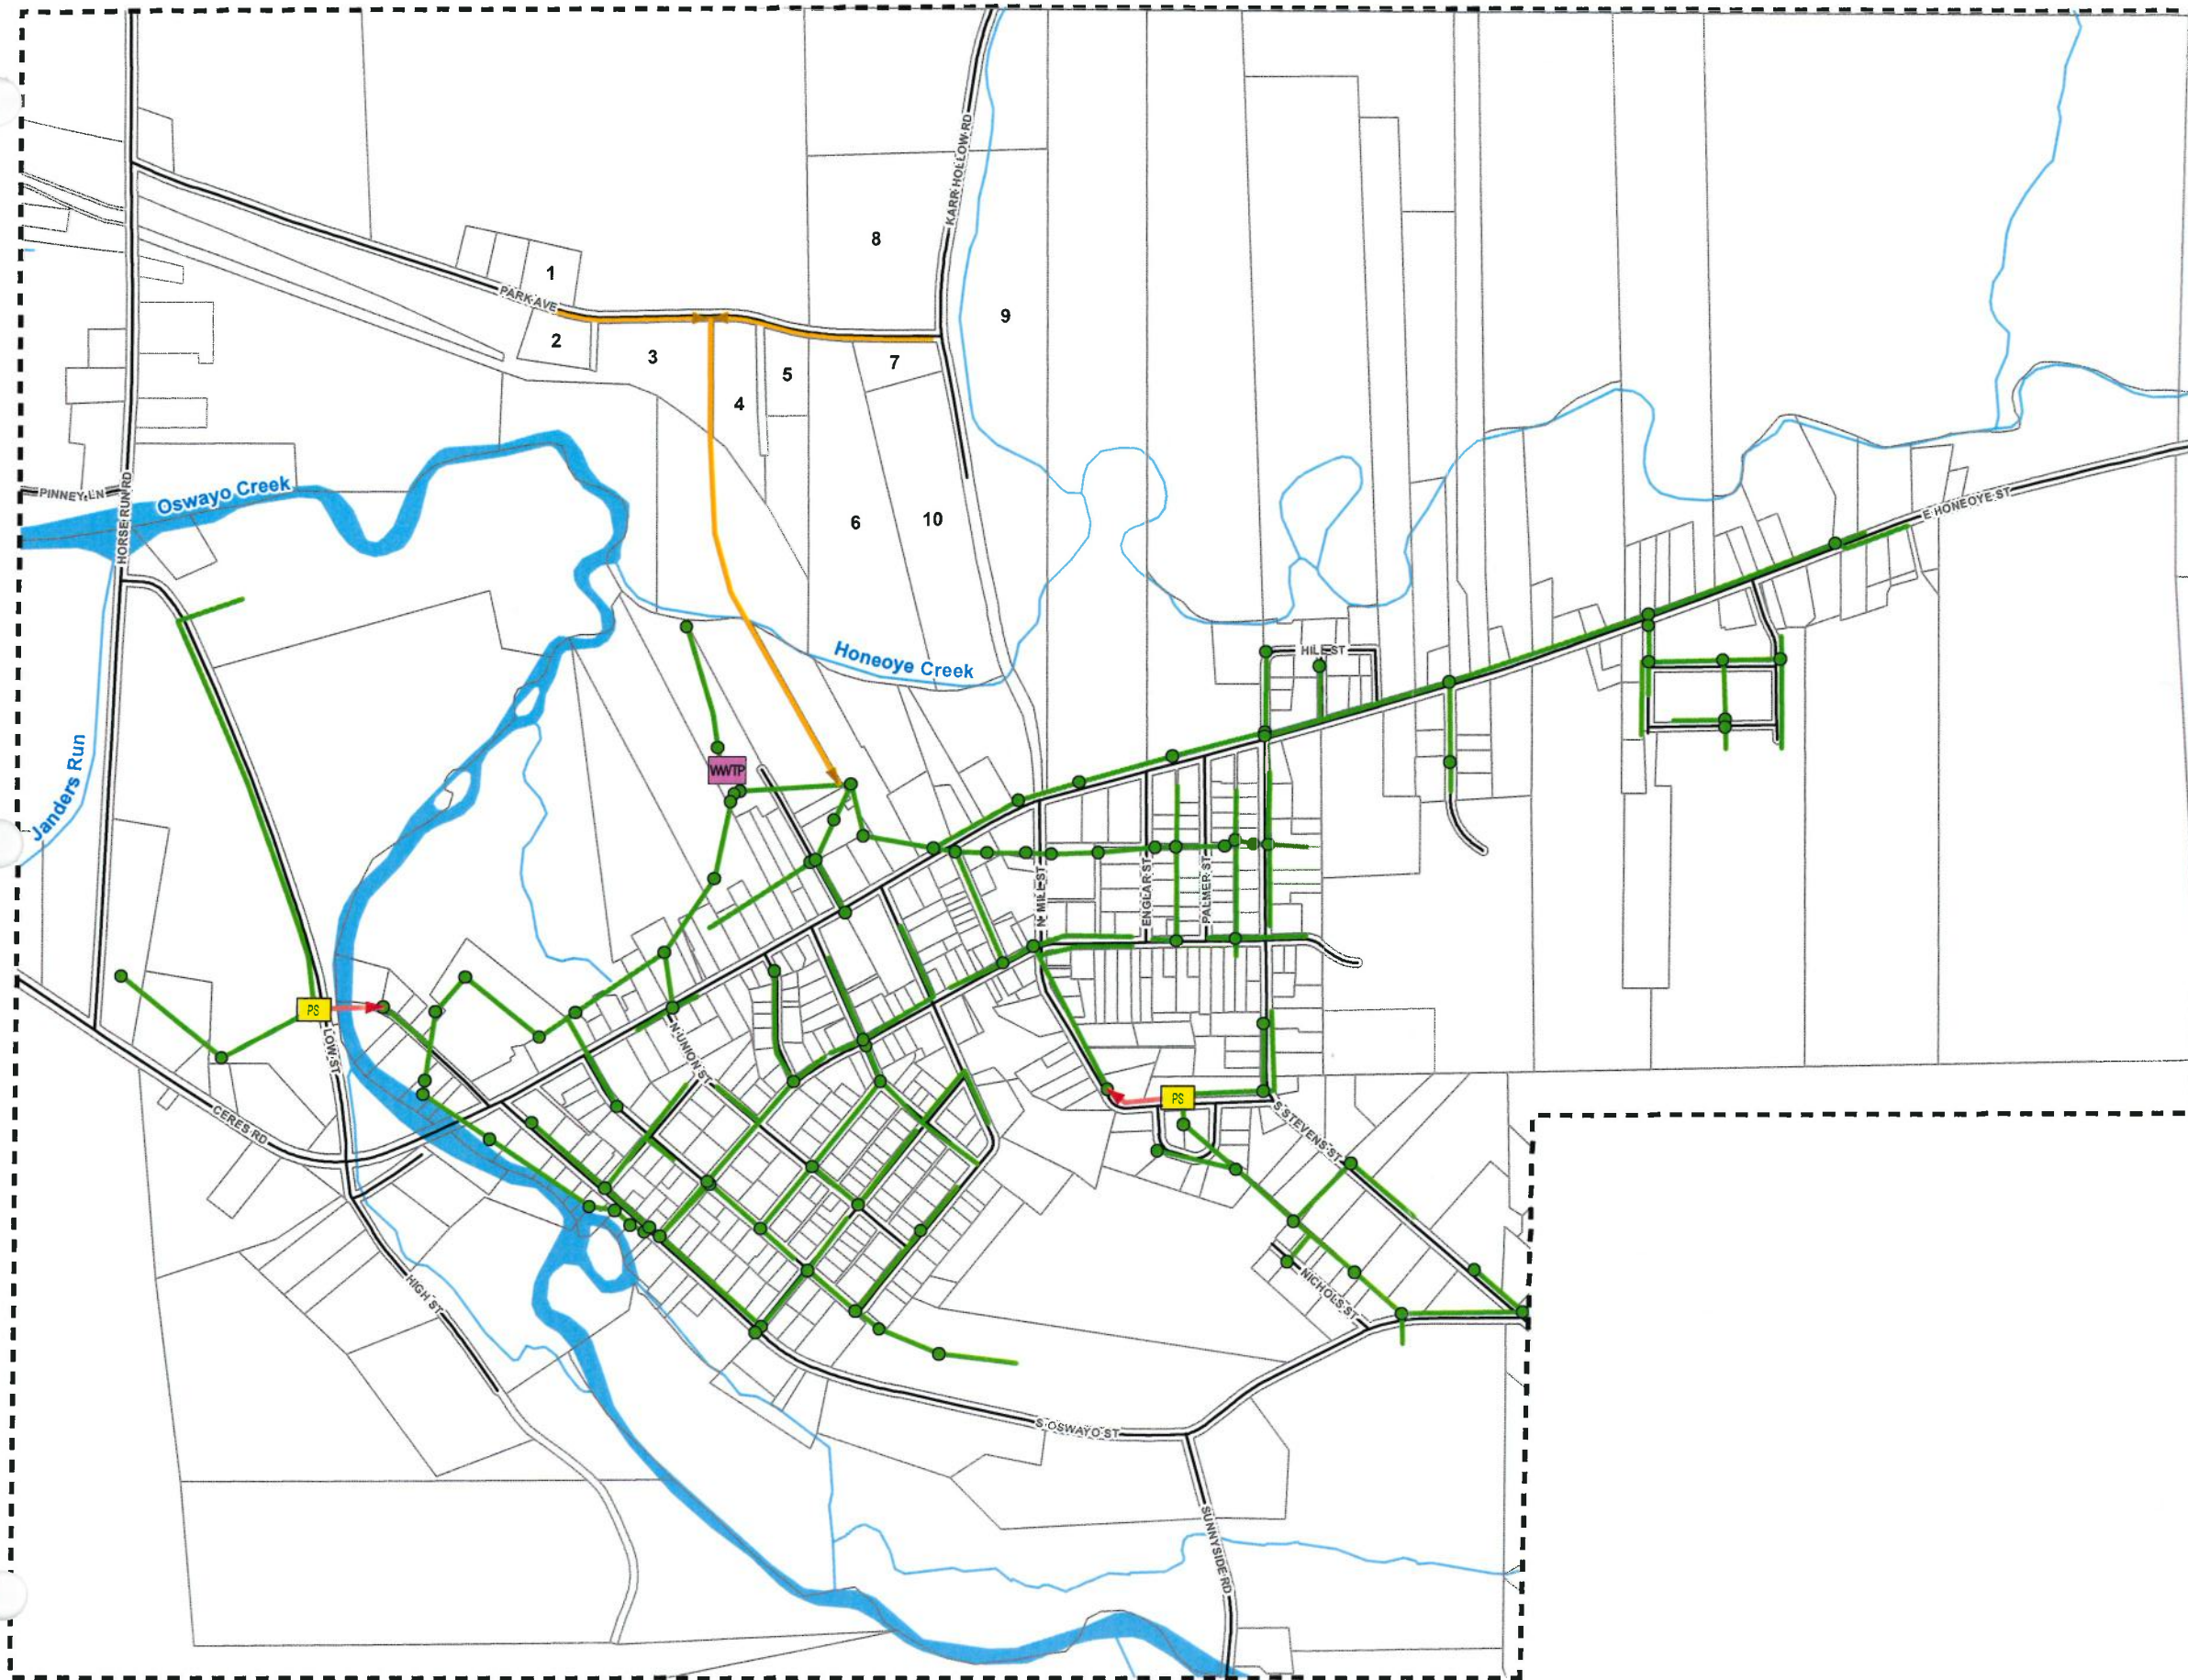 KARR HOLLOW RD
8
1
PARK AVE
9
2
3
7
5
4
Oswayo Creek
PINNEY LN
HORSE RUN RD
E HONEOYE ST
6
10
Honeoye Creek
HILL ST
Janders Run
WWTP
N MILL ST
ENGLAR ST
PALMER ST
PS
LOW ST
N UNION ST
PS
CERES RD
S STEVENS ST
HIGH ST
NICHOLS ST
S OSWAYO ST
SUNNYSIDE RD